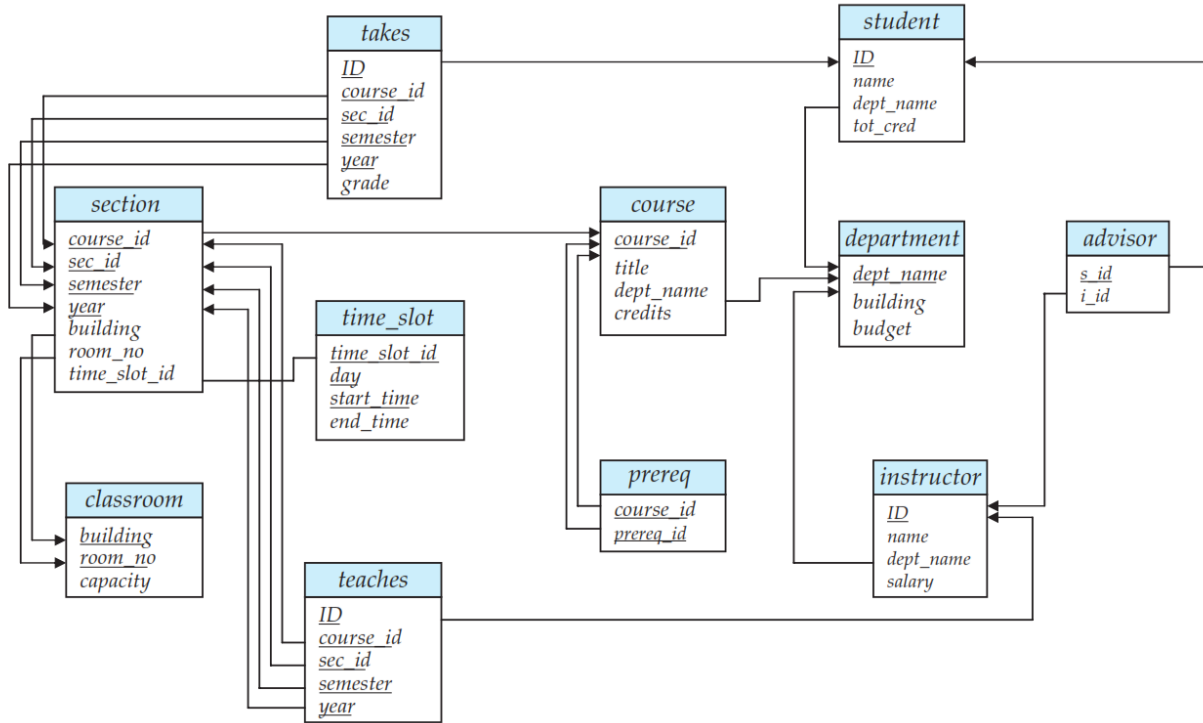 takes
ID
course_id
sec_id
semester
year
grade
student
ID
name
dept_name
tot_cred
section
course_id
sec_id
semester
year
building
room_no
time_slot_id
course
course_id
title
dept_name
credits
department
dept_name
building
budget
advisor
s_id
i_id
time_slot
time_slot_id
day
start_time
end_time
classroom
building
room_no
capacity
prereq
course_id
prereq_id
instructor
ID
name
dept_name
salary
teaches
ID
course_id
sec_id
semester
year